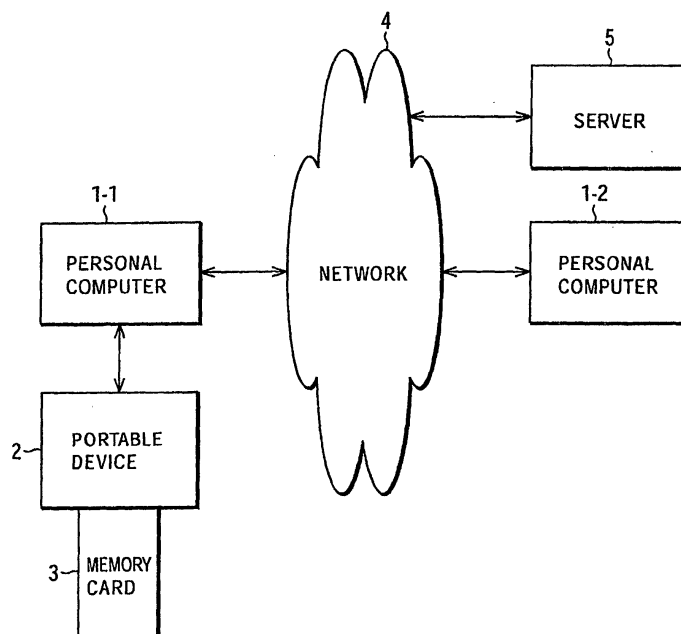 4
5
SERVER
1-1
PERSONAL
COMPUTER
NETWORK
1-2
PERSONAL
COMPUTER
2
PORTABLE
DEVICE
3
MEMORY
CARD